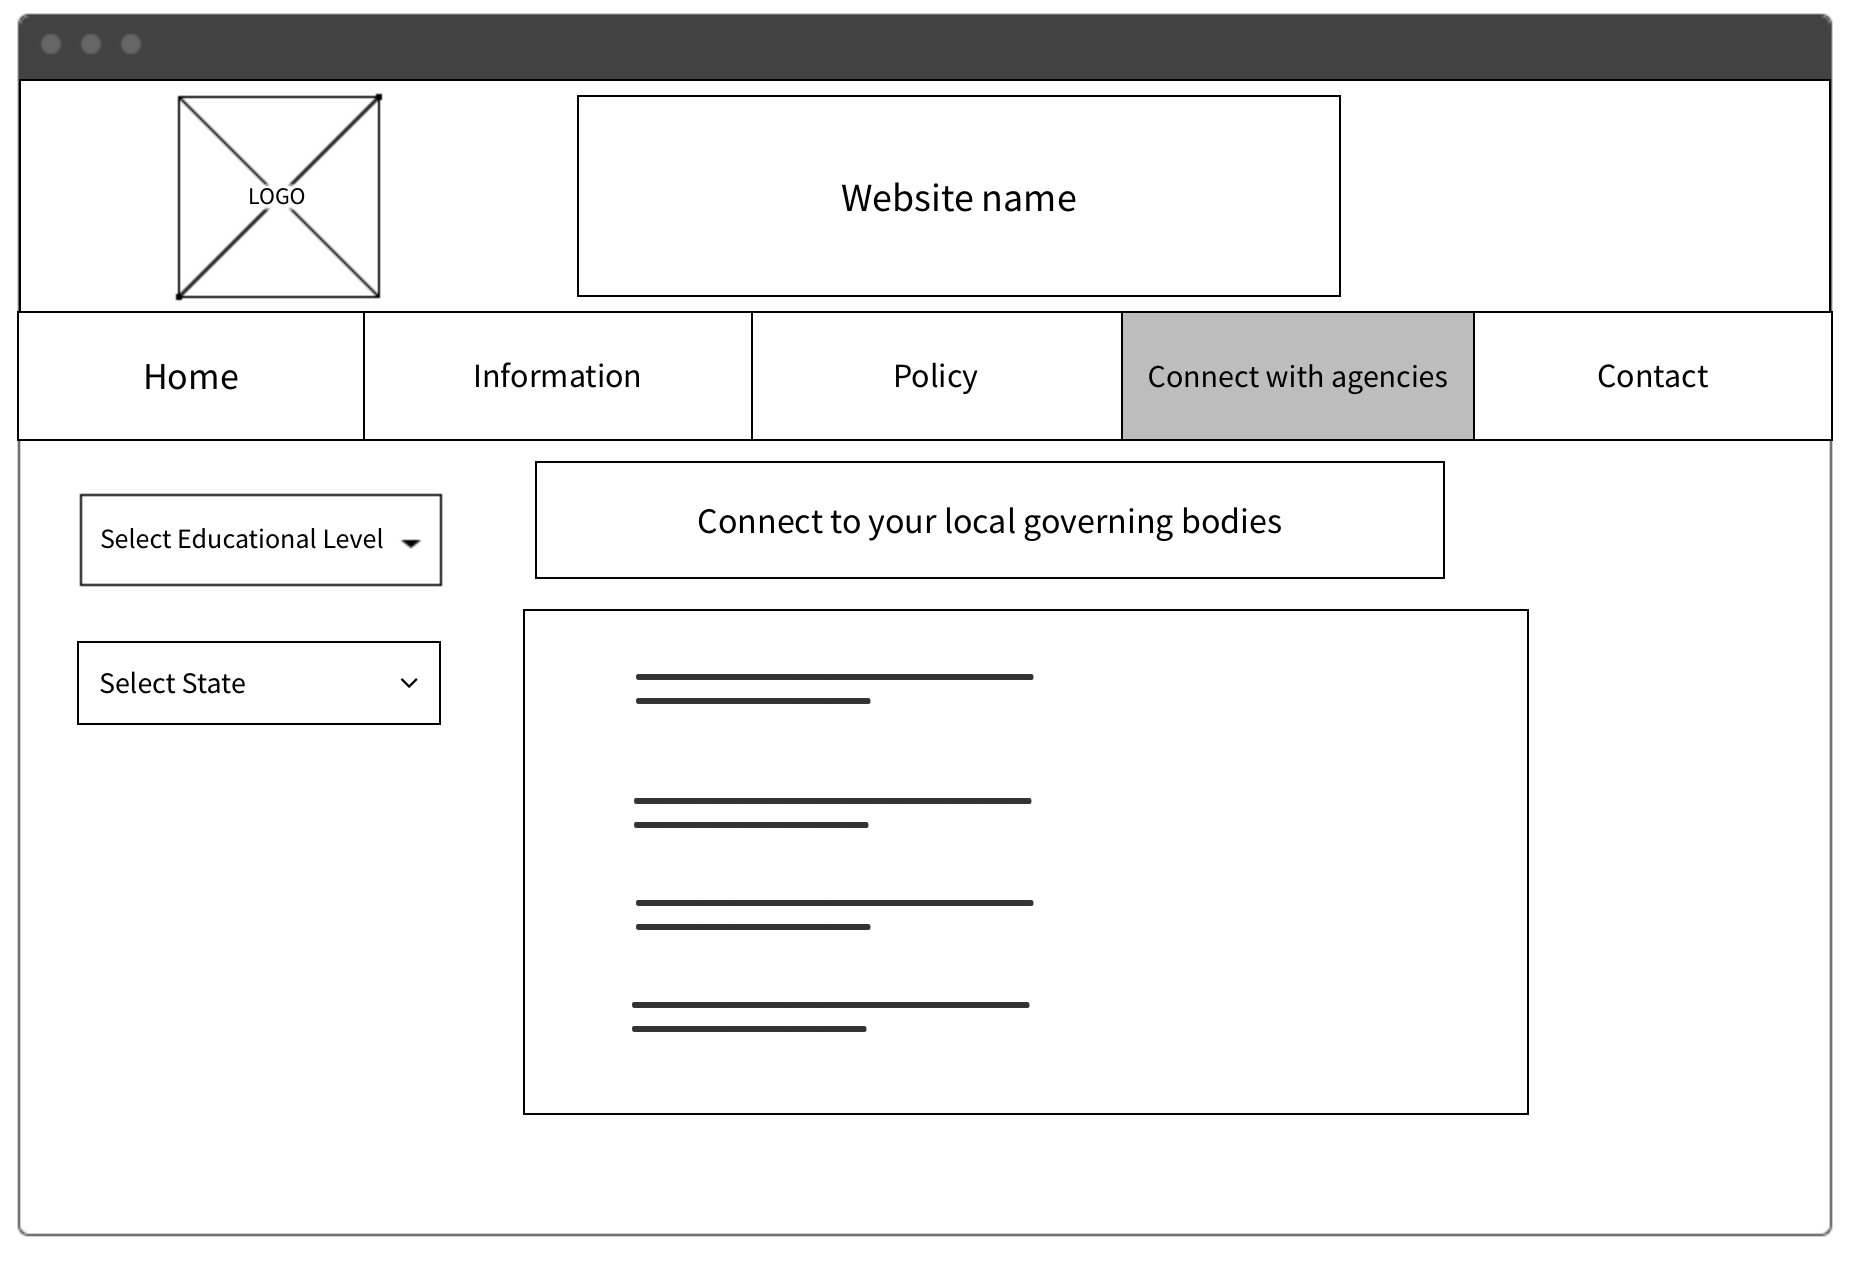 LOGO
Website name
Home
Information
Policy
Connect with agencies
Contact
Select Educational Level
Connect to your local governing bodies
Select State